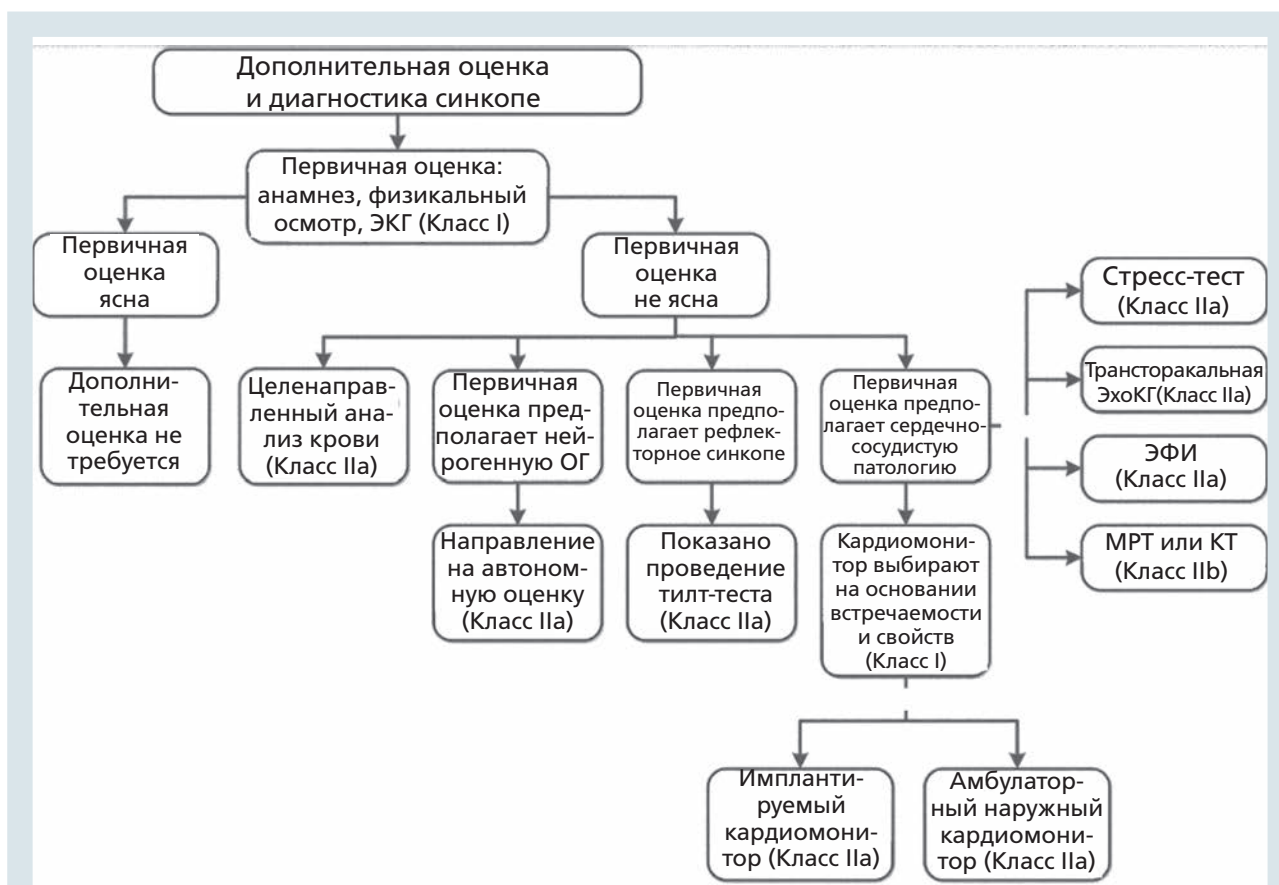 Дополнительная оценка
и диагностика синкопе
Первичная оценка:
анамнез, физикальный
осмотр, ЭКГ (Класс I)
Первичная
оценка
ясна
Первичная
оценка
не ясна
Дополни-
тельная
оценка не
требуется
Целенаправ-
ленный ана-
лиз крови
(Класс IIa)
Первичная
оценка пред-
полагает ней-
рогенную ОГ
Первичная
оценка предпо-
лагает рефлек-
торное синкопе
Первичная
оценка предпо-
лагает сердечно-
сосудистую
патологию
Стресс-тест
(Класс IIa)
Трансторакальная
ЭхоКГ(Класс IIa)
ЭФИ
(Класс IIa)
МРТ или КТ
(Класс IIb)
Направление
на автоном-
ную оценку
(Класс IIa)
Показано
проведение
тилт-теста
(Класс IIa)
Кардиомони-
тор выбирают
на основании
встречаемости
и свойств
(Класс I)
Имплантн-
руемый
кардиомони-
тор (Класс IIa)
Амбулатор-
ный наружный
кардиомони-
тор (Класс IIa)